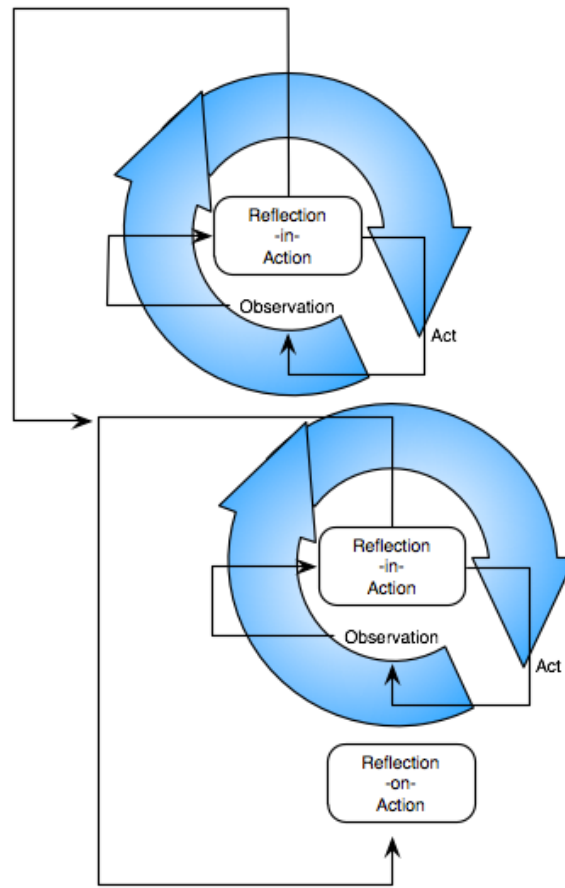 Reflection
-in-
Action
Observation
Act
Reflection
-in-
Action
Observation
Act
Reflection
-on-
Action